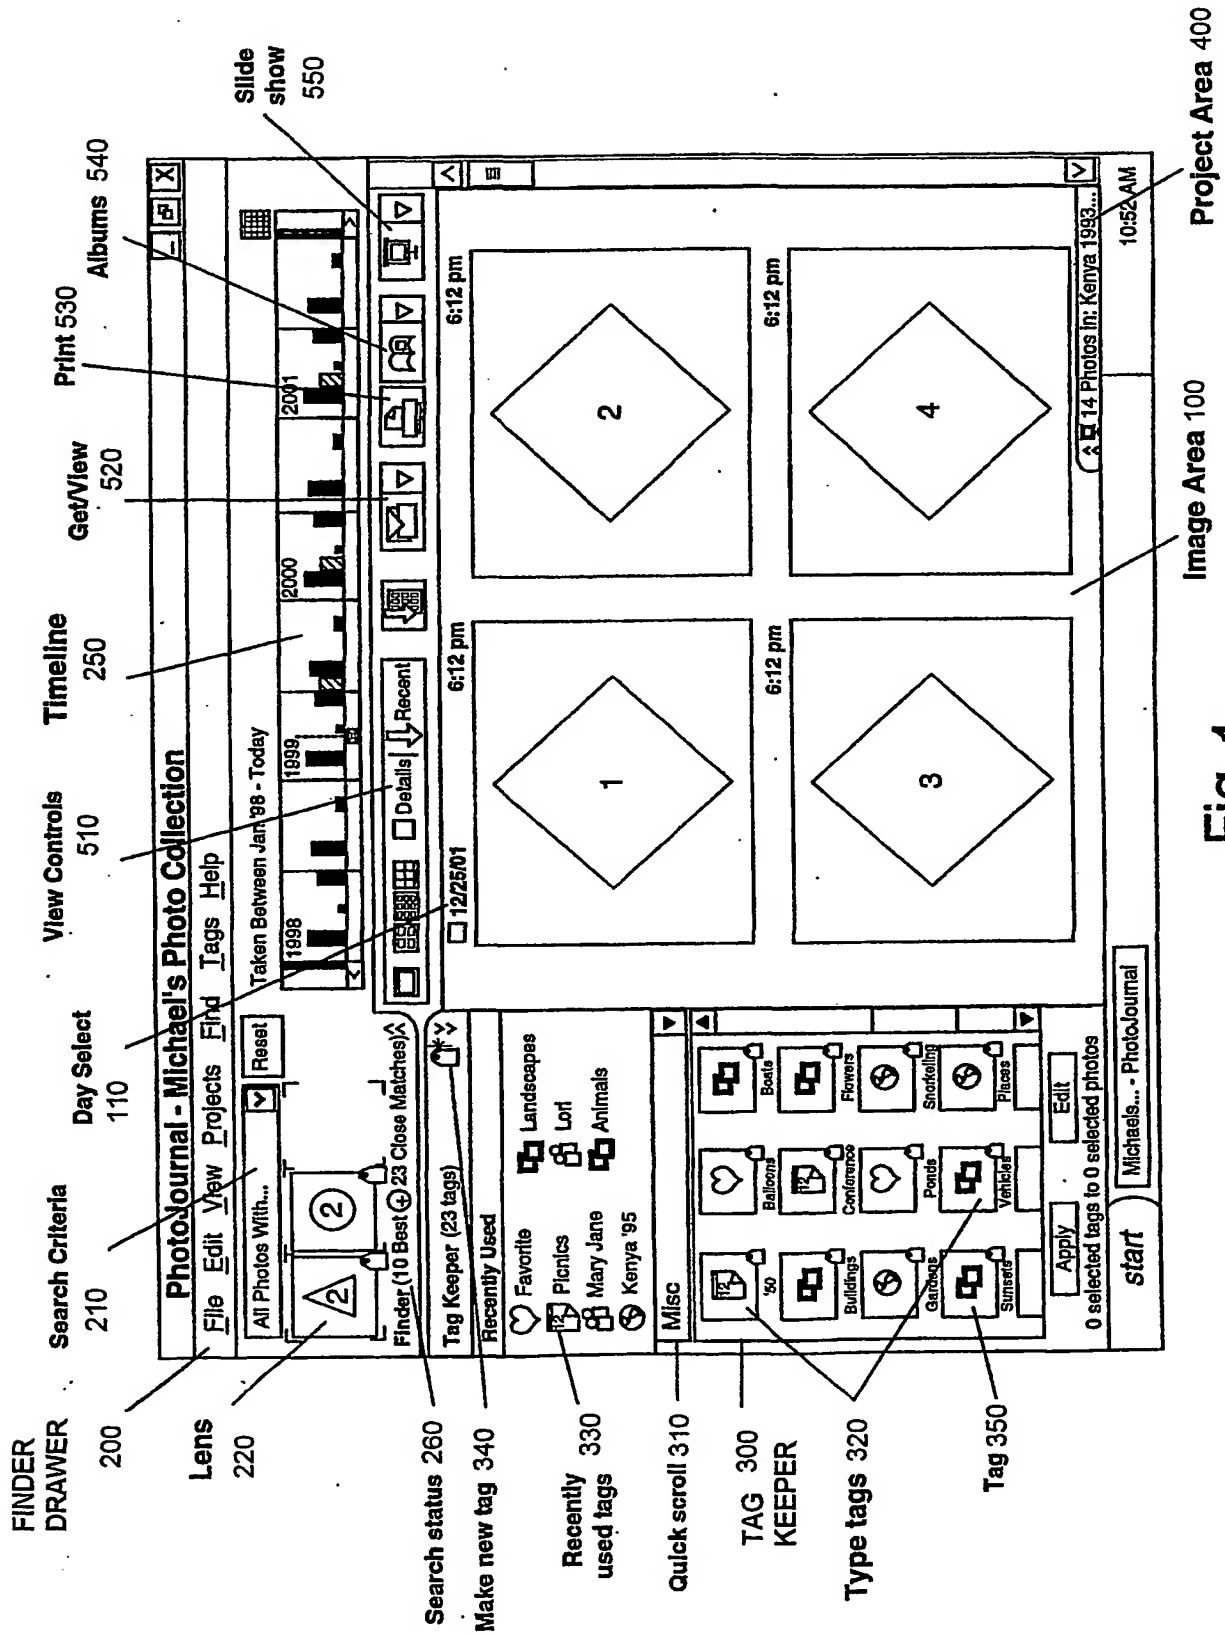 FINDER
DRAWER
200
Lens
220
Search Criteria
210
Day Select
110
View Controls
510
Timeline
250
Get/View
520
Print 530
Albums 540
Slide
show
550
PhotoJournal - Michael's Photo Collection
File Edit View Projects Find Tags Help
All Photos With...
Reset
Taken Between Jan'98 - Today
1998
1999
2000
2001
2
2
Finder (10 Best 23 Close Matches)
Details
Recent
Tag Keeper (23 tags)
Recently Used
Favorite
Landscapes
Picnics
12
Lori
Mary Jane
Animals
Kenya '95
Misc
12
'50
Balloons
Boats
Buildings
12
Conference
Flowers
Gardens
Ponds
Snorkeling
Sunsets
Vehicles
Places
Apply
Edit
0 selected tags to 0 selected photos
12/25/01
6:12 pm
6:12 pm
1
2
6:12 pm
6:12 pm
3
4
14 Photos in: Kenya 1993...
start
Michaels... - PhotoJournal
10:52 AM
Search status 260
Make new tag 340
Recently
used tags 330
Quick scroll 310
TAG 300
KEEPER
Type tags 320
Tag 350
Image Area 100
Project Area 400
Fig. 1